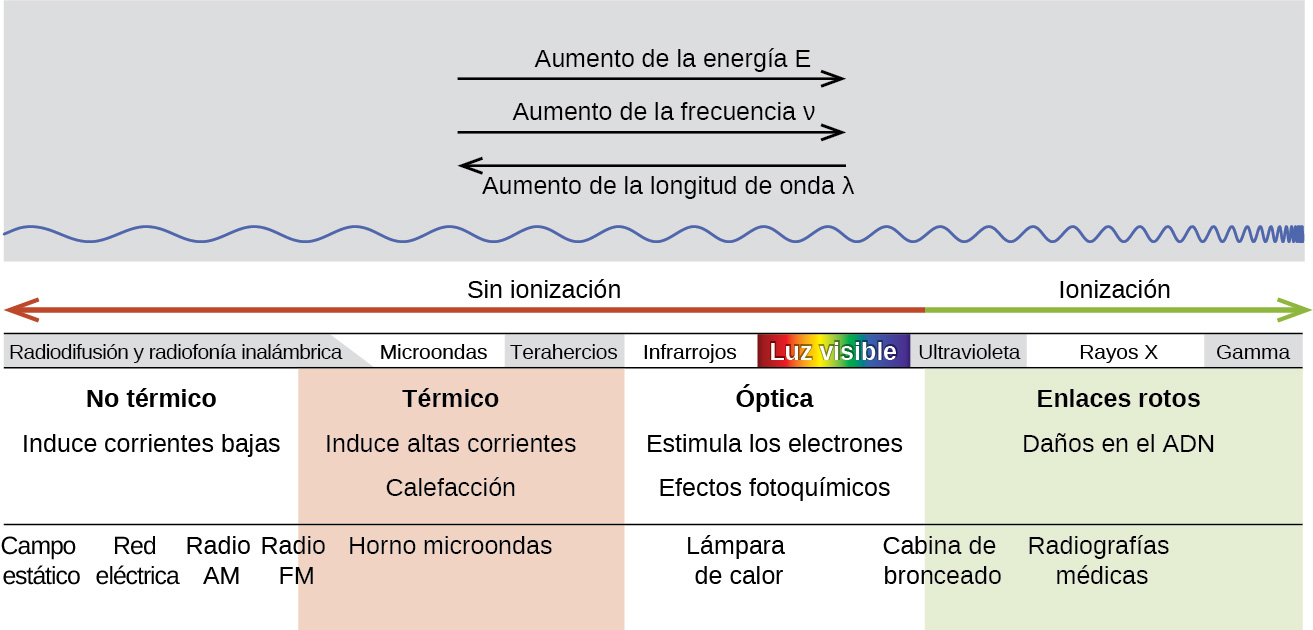 Aumento de la energía E
Aumento de la frecuencia ν
Aumento de la longitud de onda λ
Sin ionización
Ionización
Radiodifusión y radiofonía inalámbrica
Microondas
Terahercios
Infrarrojos
Luz visible
Ultravioleta
Rayos X
Gamma
No térmico
Induce corrientes bajas
Térmico
Induce altas corrientes
Calefacción
Óptica
Estimula los electrones
Efectos fotoquímicos
Enlaces rotos
Daños en el ADN
Campo
estático
Red
eléctrica
Radio
AM
Radio
FM
Horno microondas
Lámpara
de calor
Cabina de
bronceado
Radiografías
médicas